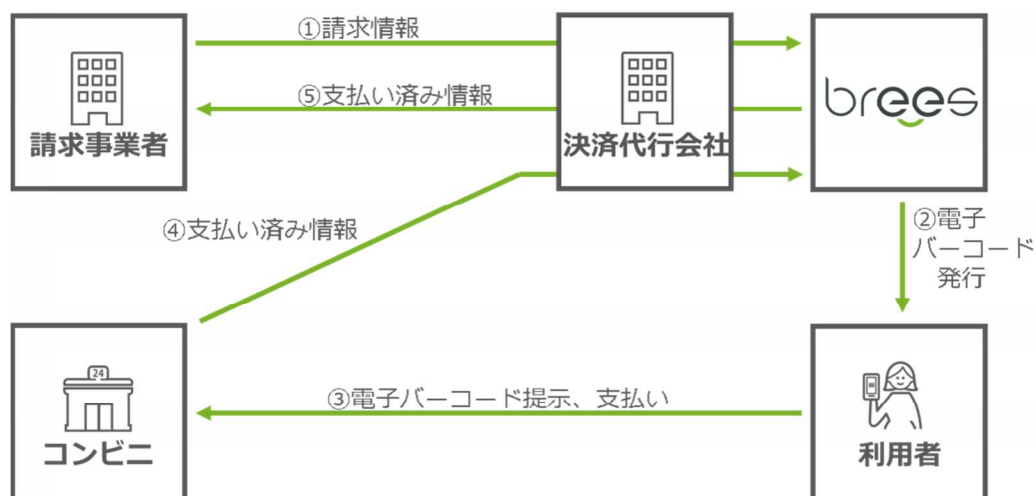 ①請求情報
⑤支払い済み情報
請求事業者
決済代行会社
brees
④支払い済み情報
②電子
バーコード
発行
24
③電子バーコード提示、支払い
コンビニ
利用者